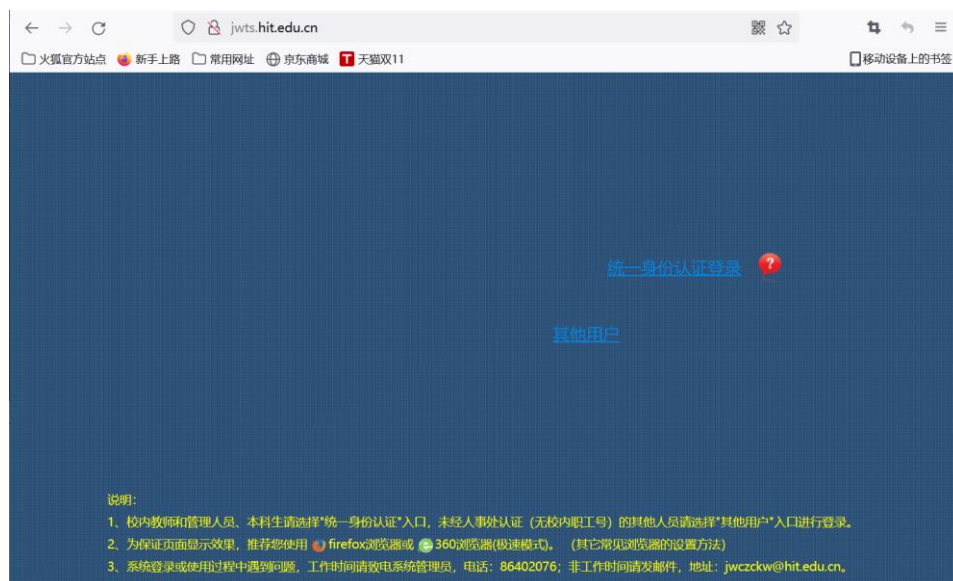 jwts.hit.edu.cn
火狐官方站点 新手上路 常用网址 京东商城 T 天猫双11 移动设备上的书签
统一身份认证登录 ?
其他用户
说明:
1、校内教师和管理人员、本科生请选择"统一身份认证"入口，未经人事处认证（无校内职工号）的其他人员请选择"其他用户"入口进行登录。
2、为保证页面显示效果，推荐您使用 firefox浏览器或 360浏览器(极速模式)。 （其它常见浏览器的设置方法）
3、系统登录或使用过程中遇到问题，工作时间请致电系统管理员，电话：86402076；非工作时间请发邮件，地址：jwczckw@hit.edu.cn。